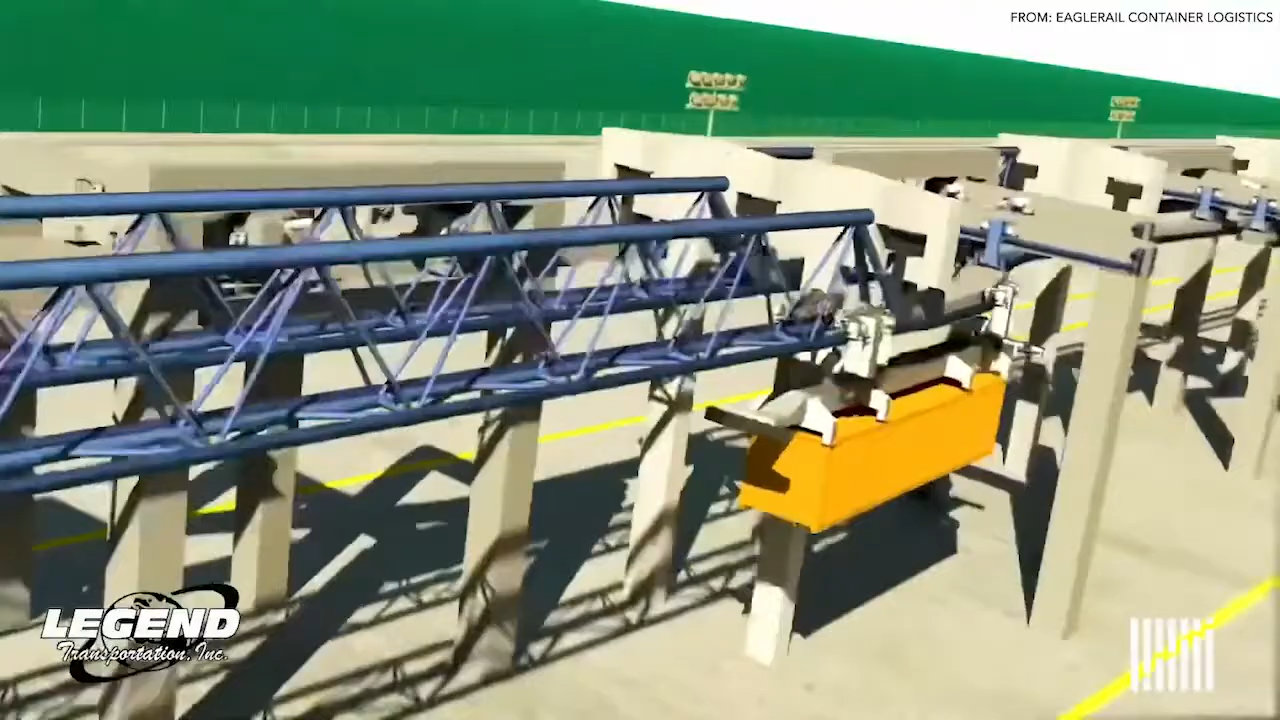 FROM: EAGLERAIL CONTAINER LOGISTICS
LEGEND
Transportation, Inc.